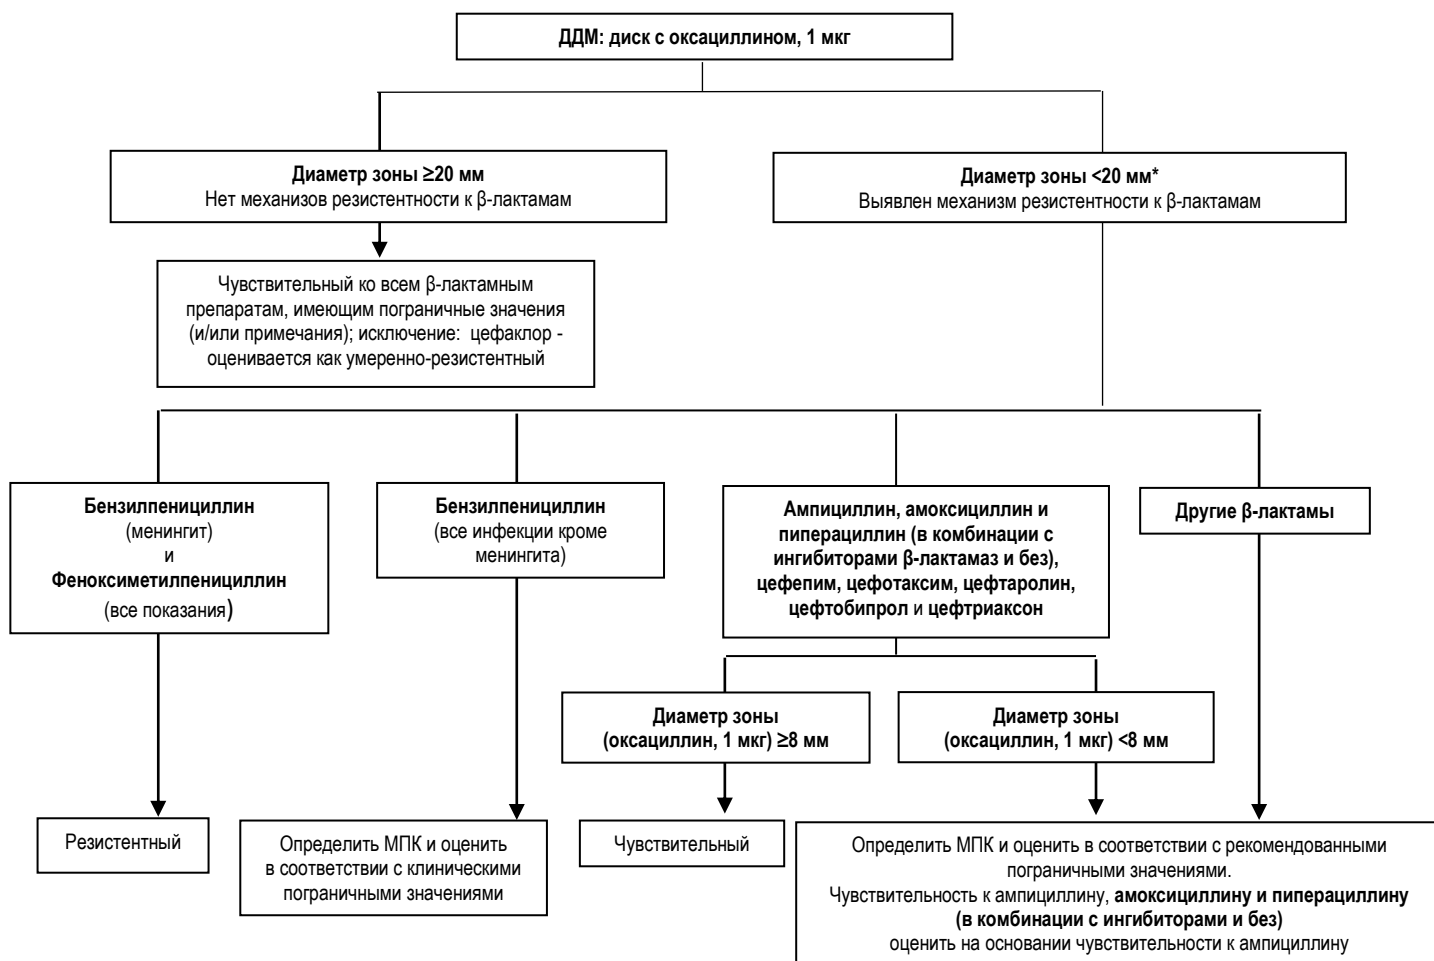 ДДМ: диск с оксациллином, 1 мкг
Диаметр зоны ≥20 мм
Нет механизов резистентности к β-лактамам
Диаметр зоны <20 мм*
Выявлен механизм резистентности к β-лактамам
Чувствительный ко всем β-лактамным
препаратам, имеющим пограничные значения
(и/или примечания); исключение: цефаклор -
оценивается как умеренно-резистентный
Бензилпенициллин
(менингит)
и
Феноксиметилпенициллин
(все показания)
Бензилпенициллин
(все инфекции кроме
менингита)
Ампициллин, амоксициллин и
пиперациллин (в комбинации с
ингибиторами β-лактамаз и без),
цефепим, цефотаксим, цефтаролин,
цефтобипрол и цефтриаксон
Другие β-лактамы
Диаметр зоны
(оксациллин, 1 мкг) ≥8 мм
Диаметр зоны
(оксациллин, 1 мкг) <8 мм
Резистентный
Определить МПК и оценить
в соответствии с клиническими
пограничными значениями
Чувствительный
Определить МПК и оценить в соответствии с рекомендованными
пограничными значениями.
Чувствительность к ампициллину, амоксициллину и пиперациллину
(в комбинации с ингибиторами и без)
оценить на основании чувствительности к ампициллину